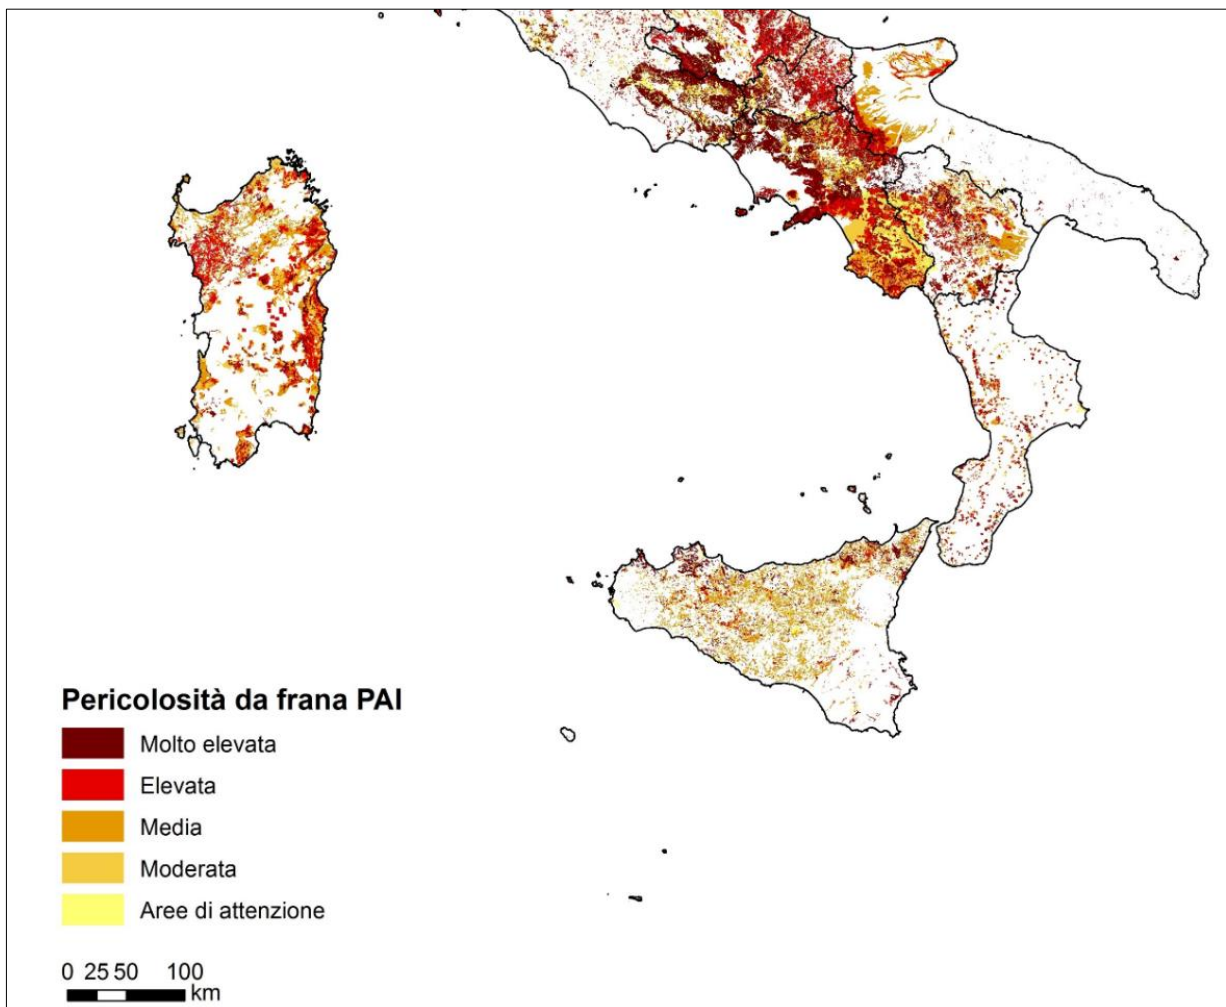 Pericolosità da frana PAI
Molto elevata
Elevata
Media
Moderata
Aree di attenzione
0 25 50 100
km